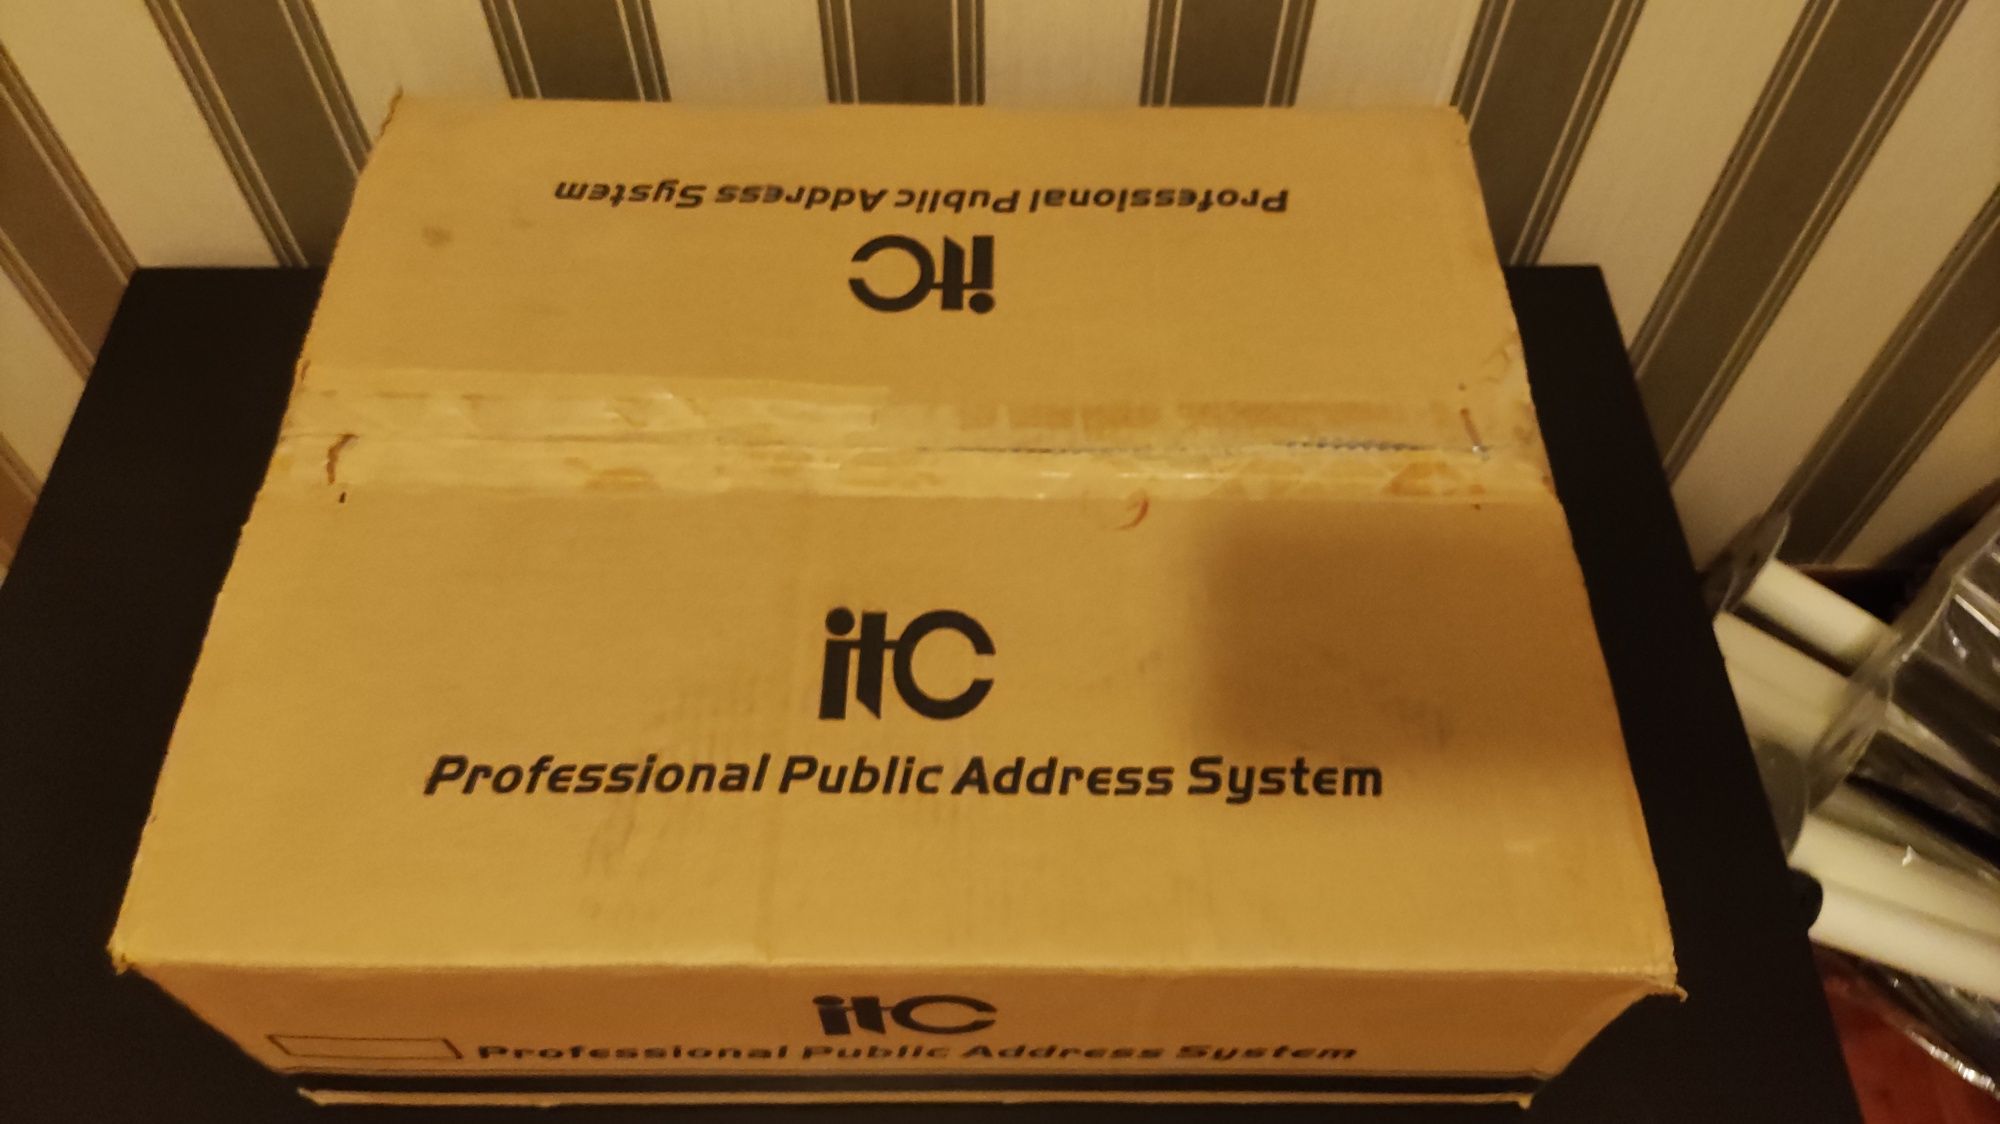 Professional Public Address System
itC
itC
Professional Public Address System
itC
Professional Public Address System